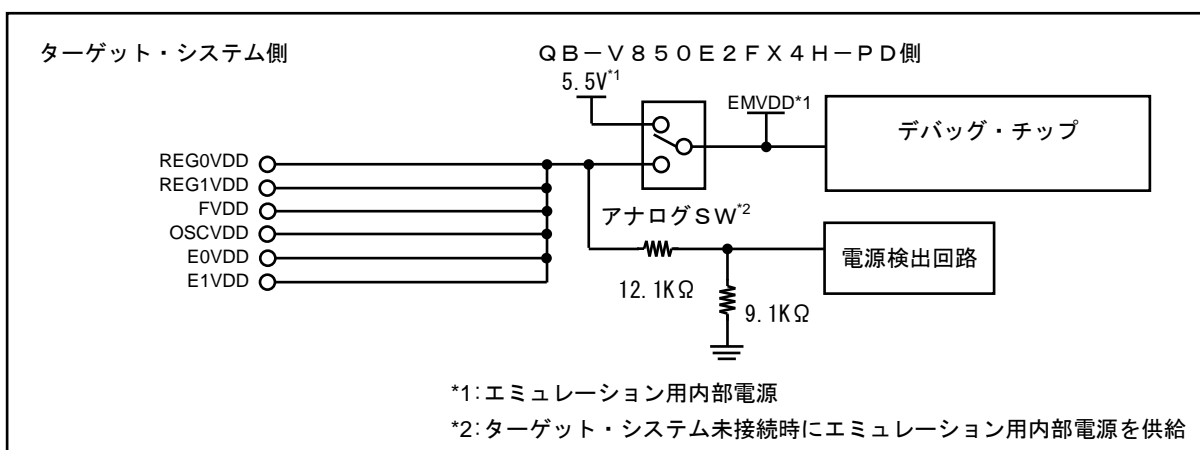 ターゲット・システム側
QB－V850E2FX4H－PD側
5.5V*1
EMVDD*1
デバッグ・チップ
REG0VDD
REG1VDD
FVDD
OSCVDD
E0VDD
E1VDD
アナログSW*2
電源検出回路
12.1KΩ
9.1KΩ
*1:エミュレーション用内部電源
*2:ターゲット・システム未接続時にエミュレーション用内部電源を供給